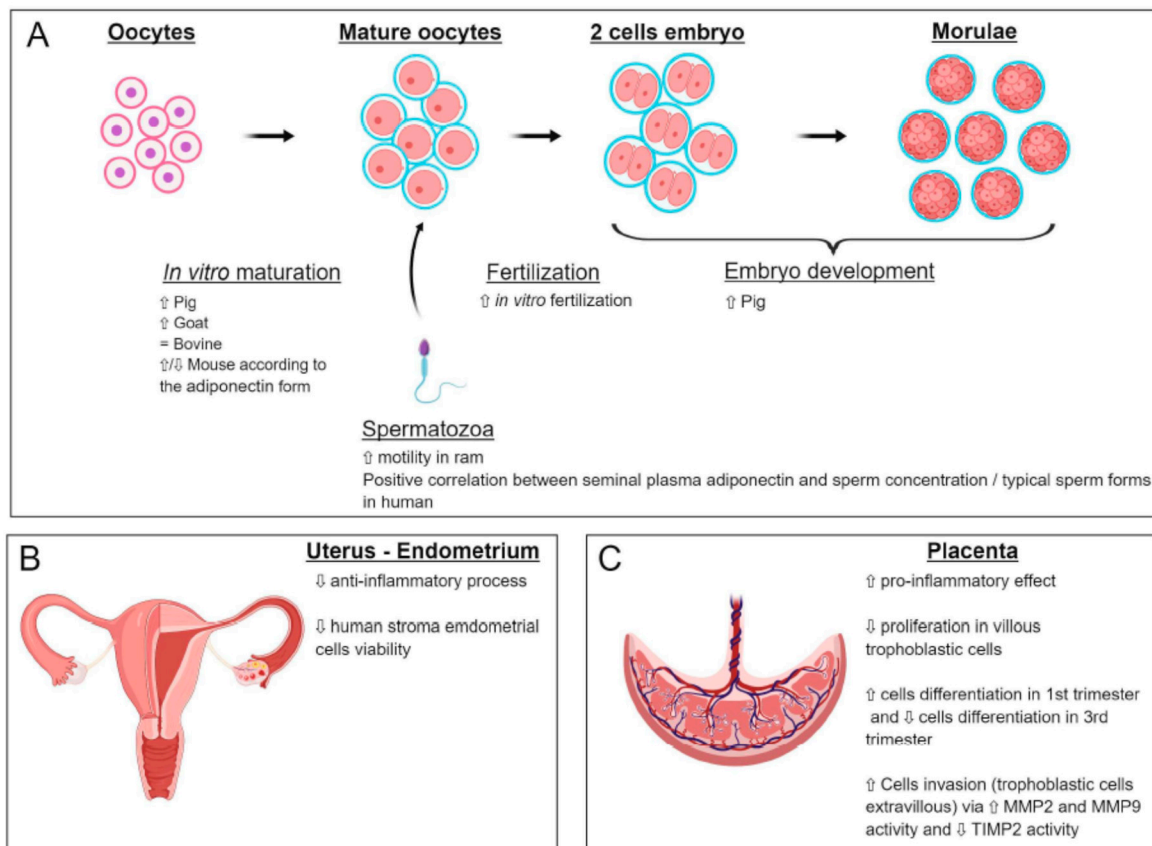 A
Oocytes
Mature oocytes
2 cells embryo
Morulae
In vitro maturation
⇧ Pig
⇧ Goat
= Bovine
⇧/⇩ Mouse according to
the adiponectin form
Fertilization
⇧ in vitro fertilization
Embryo development
⇧ Pig
Spermatozoa
⇧ motility in ram
Positive correlation between seminal plasma adiponectin and sperm concentration / typical sperm forms
in human
B
Uterus - Endometrium
⇩ anti-inflammatory process
⇩ human stroma emdometrial
cells viability
C
Placenta
⇧ pro-inflammatory effect
⇩ proliferation in villous
trophoblastic cells
⇧ cells differentiation in 1st trimester
and ⇩ cells differentiation in 3rd
trimester
⇧ Cells invasion (trophoblastic cells
extravillous) via ⇧ MMP2 and MMP9
activity and ⇩ TIMP2 activity